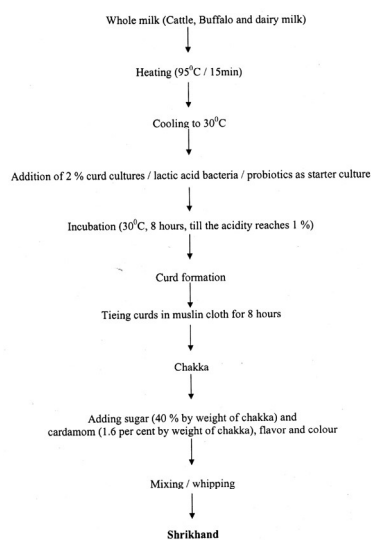 Whole milk (Cattle, Buffalo and dairy milk)
Heating (95⁰C / 15min)
Cooling to 30⁰C
Addition of 2 % curd cultures / lactic acid bacteria / probiotics as starter culture
Incubation (30⁰C, 8 hours, till the acidity reaches 1 %)
Curd formation
Tieing curds in muslin cloth for 8 hours
Chakka
Adding sugar (40 % by weight of chakka) and
cardamom (1.6 per cent by weight of chakka), flavor and colour
Mixing / whipping
Shrikhand